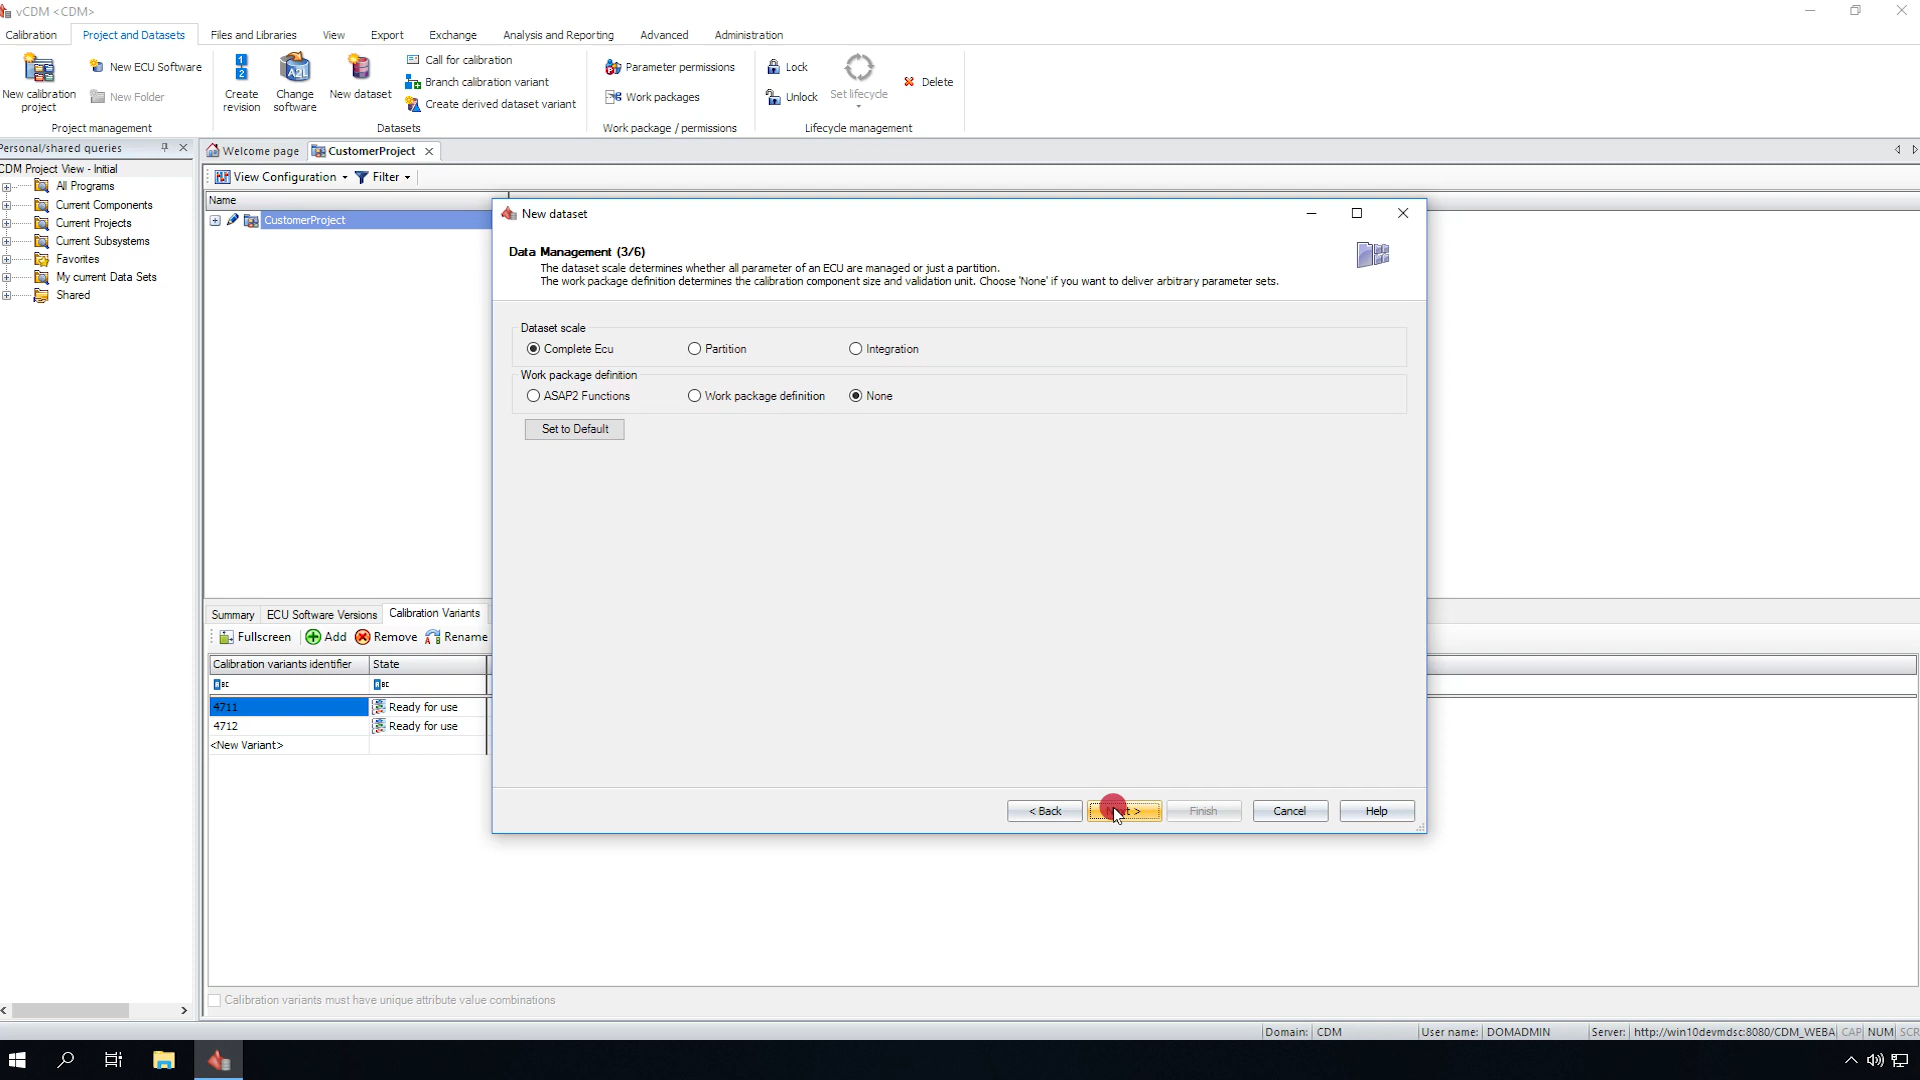 vCDM <CDM>
Calibration
Project and Datasets
Files and Libraries
View
Export
Exchange
Analysis and Reporting
Advanced
Administration
New calibration project
New ECU Software
New Folder
Project management
Create revision
Change software
New dataset
Call for calibration
Branch calibration variant
Create derived dataset variant
Datasets
Parameter permissions
Work packages
Work package / permissions
Lock
Unlock
Set lifecycle
Delete
Lifecycle management
Personal/shared queries
CDM Project View - Initial
All Programs
Current Components
Current Projects
Current Subsystems
Favorites
My current Data Sets
Shared
Welcome page
CustomerProject
View Configuration
Filter
Name
CustomerProject
New dataset
Data Management (3/6)
The dataset scale determines whether all parameter of an ECU are managed or just a partition.
The work package definition determines the calibration component size and validation unit. Choose 'None' if you want to deliver arbitrary parameter sets.
Dataset scale
Complete Ecu
Partition
Integration
Work package definition
ASAP2 Functions
Work package definition
None
Set to Default
< Back
Finish
Cancel
Help
Summary
ECU Software Versions
Calibration Variants
Fullscreen
Add
Remove
Rename
Calibration variants identifier
State
4711
Ready for use
4712
Ready for use
<New Variant>
Calibration variants must have unique attribute value combinations
Domain: CDM
User name: DOMADMIN
Server: http://win10devmdsc:8080/CDM_WEBA
CAP NUM SCR